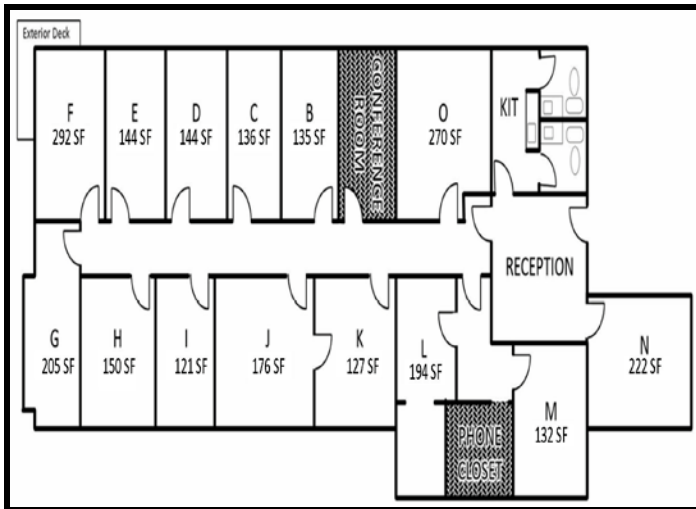 Exterior Deck
F
292 SF
E
144 SF
D
144 SF
C
136 SF
B
135 SF
CONFERENCE
ROOM
O
270 SF
KIT
RECEPTION
G
205 SF
H
150 SF
I
121 SF
J
176 SF
K
127 SF
L
194 SF
PHONE
CLOSET
M
132 SF
N
222 SF